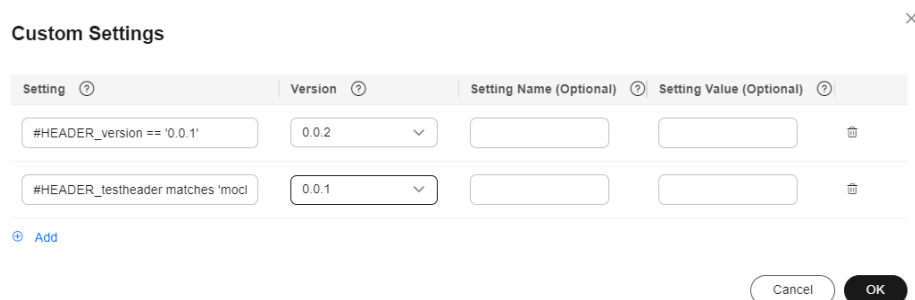 Custom Settings
Setting Version Setting Name (Optional) Setting Value (Optional)
#HEADER_version == '0.0.1' 0.0.2
#HEADER_testheader matches 'mocl 0.0.1
Add
Cancel OK